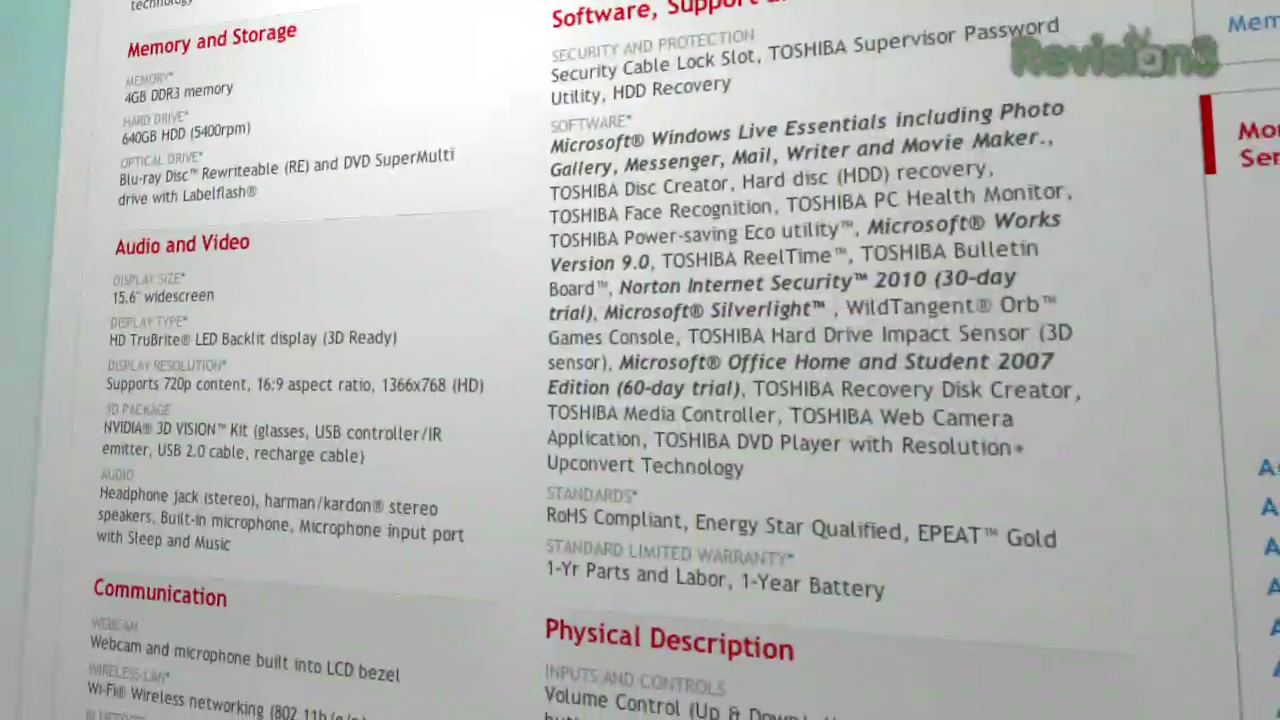 technology
Memory and Storage
MEMORY*
4GB DDR3 memory
HARD DRIVE*
640GB HDD (5400rpm)
OPTICAL DRIVE*
Blu-ray Disc™ Rewriteable (RE) and DVD SuperMulti
drive with Labelflash®
Audio and Video
DISPLAY SIZE*
15.6" widescreen
DISPLAY TYPE*
HD TruBrite® LED Backlit display (3D Ready)
DISPLAY RESOLUTION*
Supports 720p content, 16:9 aspect ratio, 1366x768 (HD)
3D PACKAGE
NVIDIA® 3D VISION™ Kit (glasses, USB controller/IR
emitter, USB 2.0 cable, recharge cable)
AUDIO
Headphone jack (stereo), harman/kardon® stereo
speakers, Built-in microphone, Microphone input port
with Sleep and Music
Communication
WEBCAM
Webcam and microphone built into LCD bezel
WIRELESS LAN*
Wi-Fi® Wireless networking (802.11b/g/n)
Software, Support
SECURITY AND PROTECTION
Security Cable Lock Slot, TOSHIBA Supervisor Password
Utility, HDD Recovery
SOFTWARE*
Microsoft® Windows Live Essentials including Photo
Gallery, Messenger, Mail, Writer and Movie Maker.,
TOSHIBA Disc Creator, Hard disc (HDD) recovery,
TOSHIBA Face Recognition, TOSHIBA PC Health Monitor,
TOSHIBA Power-saving Eco utility™, Microsoft® Works
Version 9.0, TOSHIBA ReelTime™, TOSHIBA Bulletin
Board™, Norton Internet Security™ 2010 (30-day
trial), Microsoft® Silverlight™ , WildTangent® Orb™
Games Console, TOSHIBA Hard Drive Impact Sensor (3D
sensor), Microsoft® Office Home and Student 2007
Edition (60-day trial), TOSHIBA Recovery Disk Creator,
TOSHIBA Media Controller, TOSHIBA Web Camera
Application, TOSHIBA DVD Player with Resolution+
Upconvert Technology
STANDARDS*
RoHS Compliant, Energy Star Qualified, EPEAT™ Gold
STANDARD LIMITED WARRANTY*
1-Yr Parts and Labor, 1-Year Battery
Physical Description
INPUTS AND CONTROLS
Volume Control (Up & Down),
Revision3